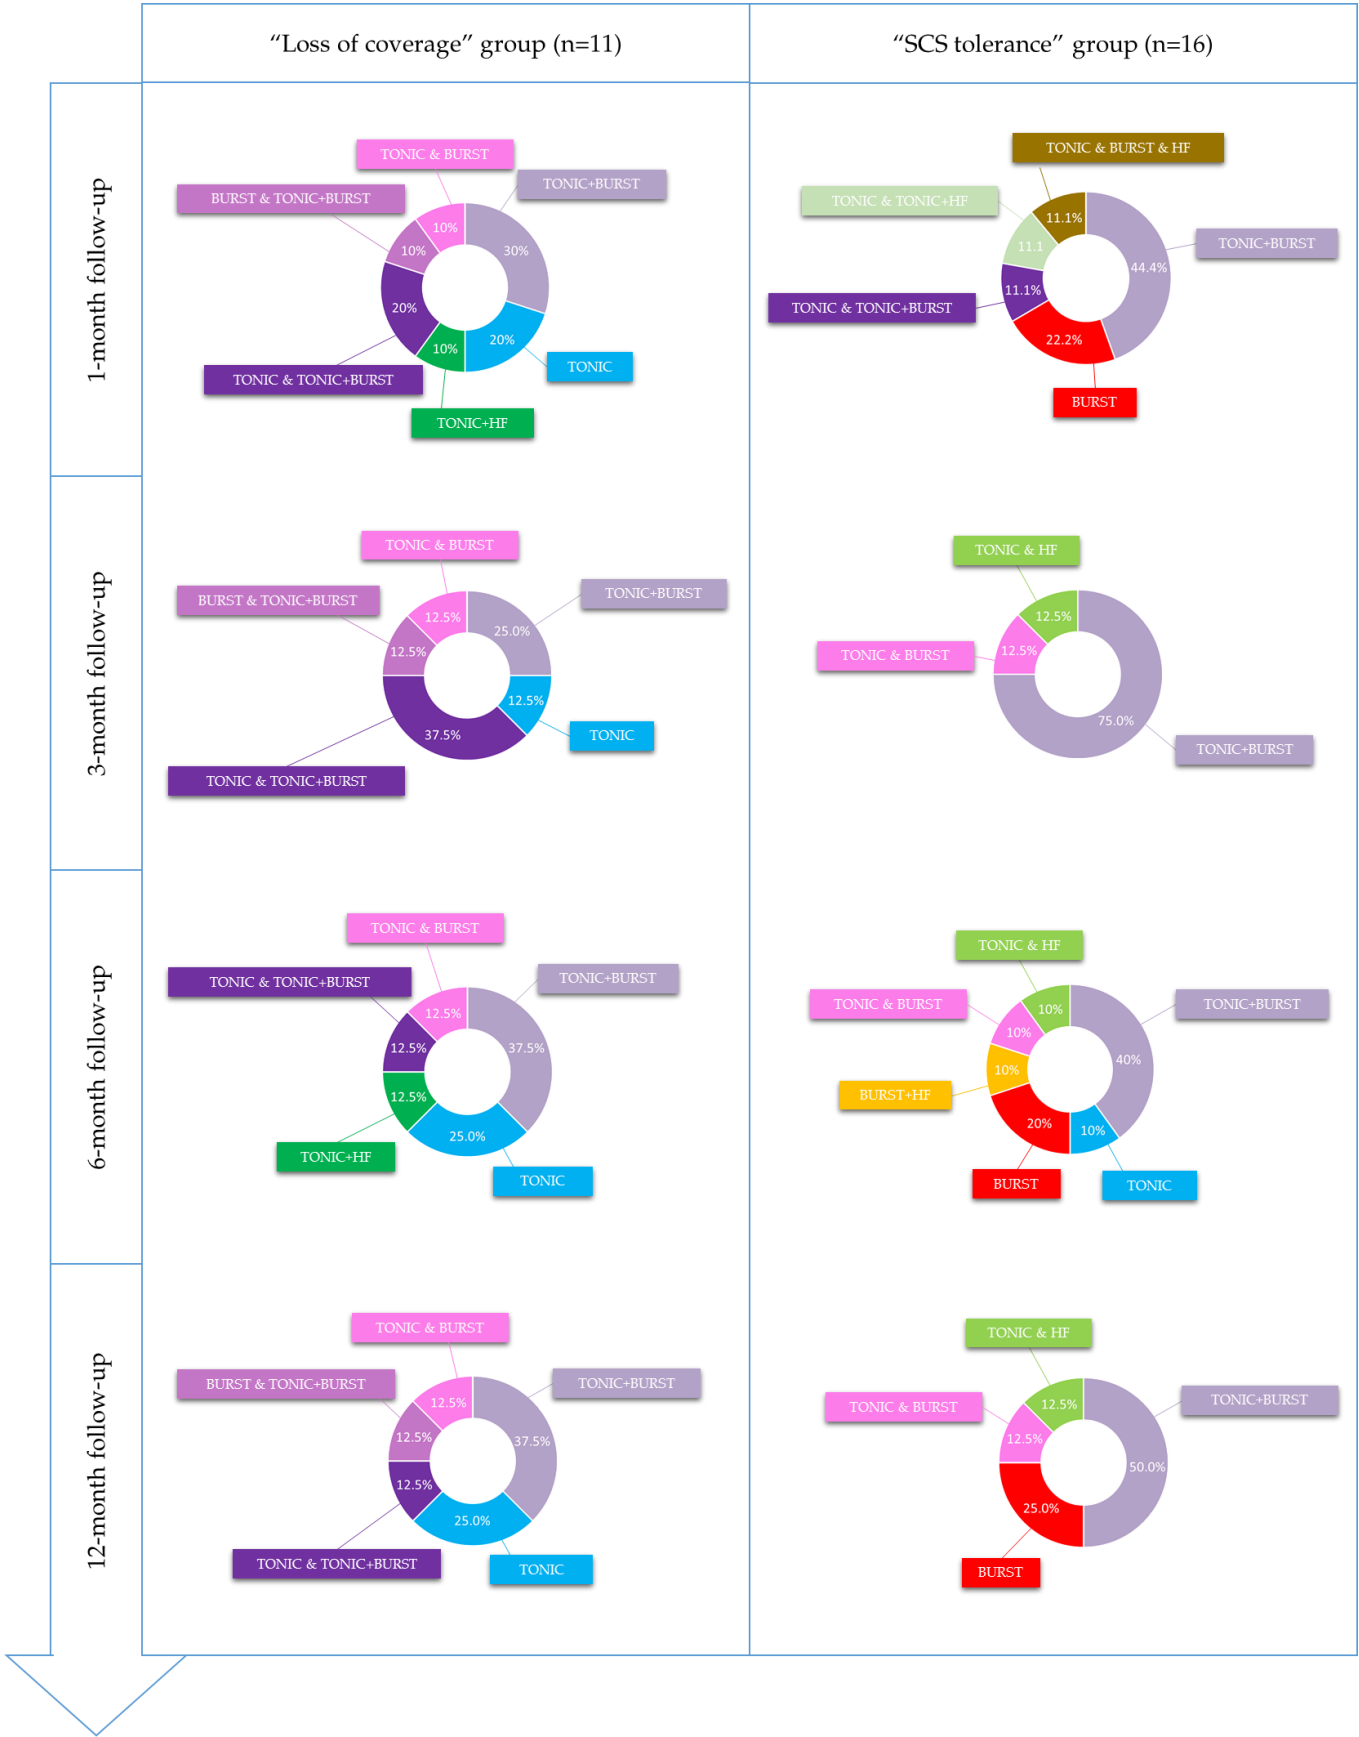 “Loss of coverage” group (n=11)
“SCS tolerance” group (n=16)
1-month follow-up
TONIC & BURST
TONIC+BURST
BURST & TONIC+BURST
10%
30%
10%
20%
20%
10%
TONIC
TONIC & TONIC+BURST
TONIC+HF
TONIC & BURST & HF
TONIC & TONIC+HF
11.1%
TONIC+BURST
11.1
44.4%
11.1%
TONIC & TONIC+BURST
22.2%
BURST
3-month follow-up
TONIC & BURST
TONIC+BURST
BURST & TONIC+BURST
12.5%
25.0%
12.5%
12.5%
37.5%
TONIC
TONIC & TONIC+BURST
TONIC & HF
12.5%
TONIC & BURST
12.5%
75.0%
TONIC+BURST
6-month follow-up
TONIC & BURST
TONIC & TONIC+BURST
TONIC+BURST
12.5%
12.5%
37.5%
12.5%
25.0%
TONIC+HF
TONIC
TONIC & HF
TONIC & BURST
TONIC+BURST
10%
10%
40%
10%
BURST+HF
20%
10%
BURST
TONIC
12-month follow-up
TONIC & BURST
BURST & TONIC+BURST
TONIC+BURST
12.5%
12.5%
37.5%
12.5%
25.0%
TONIC & TONIC+BURST
TONIC
TONIC & HF
TONIC & BURST
TONIC+BURST
12.5%
12.5%
50.0%
25.0%
BURST